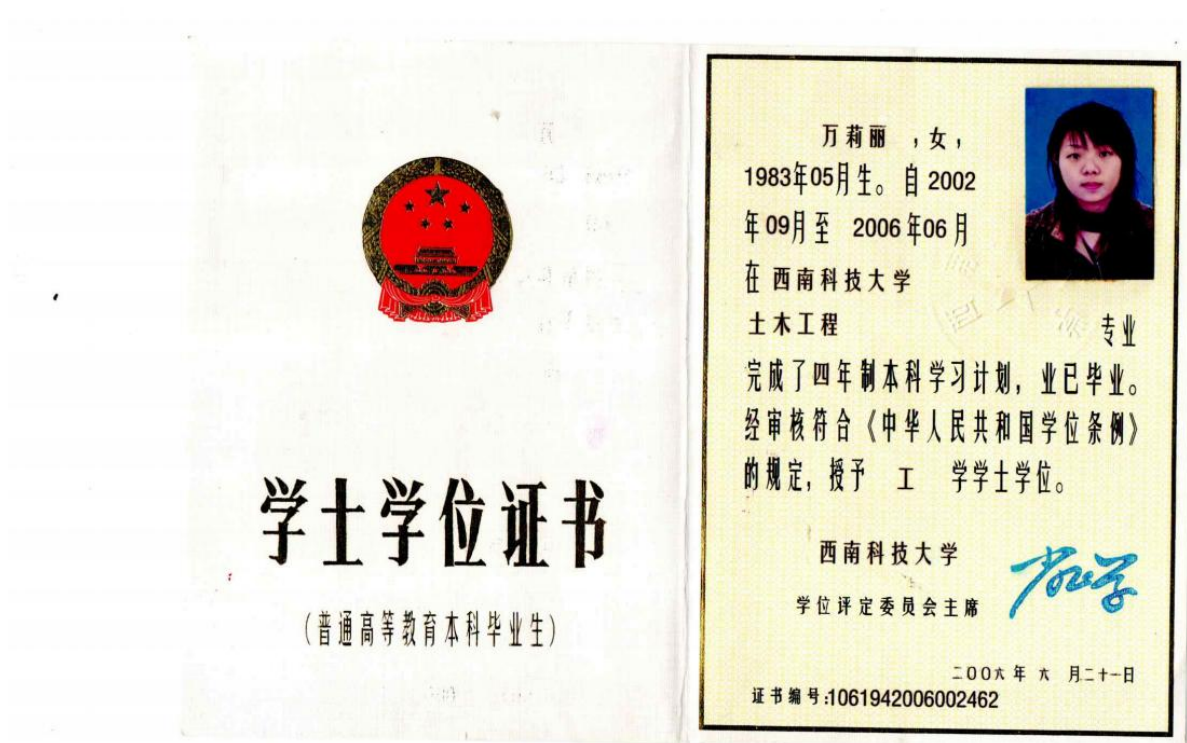 学士学位证书
(普通高等教育本科毕业生)
万莉丽 ,女,
1983年05月生。自 2002
年09月至 2006年06月
在 西南科技大学
土木工程 专业
完成了四年制本科学习计划,业已毕业。
经审核符合《中华人民共和国学位条例》
的规定,授予 工 学学士学位。
西南科技大学
学位评定委员会主席
二00六年 六 月二十一日
证书编号:1061942006002462